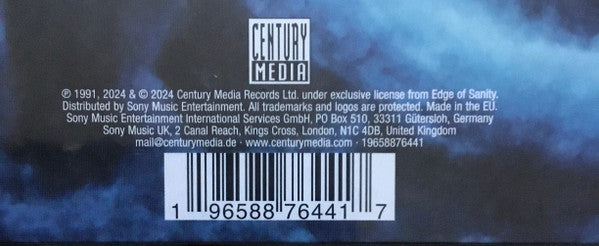 CENTURY
MEDIA
℗ 1991, 2024 & © 2024 Century Media Records Ltd. under exclusive license from Edge of Sanity.
Distributed by Sony Music Entertainment. All trademarks and logos are protected. Made in the EU.
Sony Music Entertainment International Services GmbH, PO Box 510, 33311 Gütersloh, Germany
Sony Music UK, 2 Canal Reach, Kings Cross, London, N1C 4DB, United Kingdom
mail@centurymedia.de · www.centurymedia.com · 19658876441
1 96588 76441 7